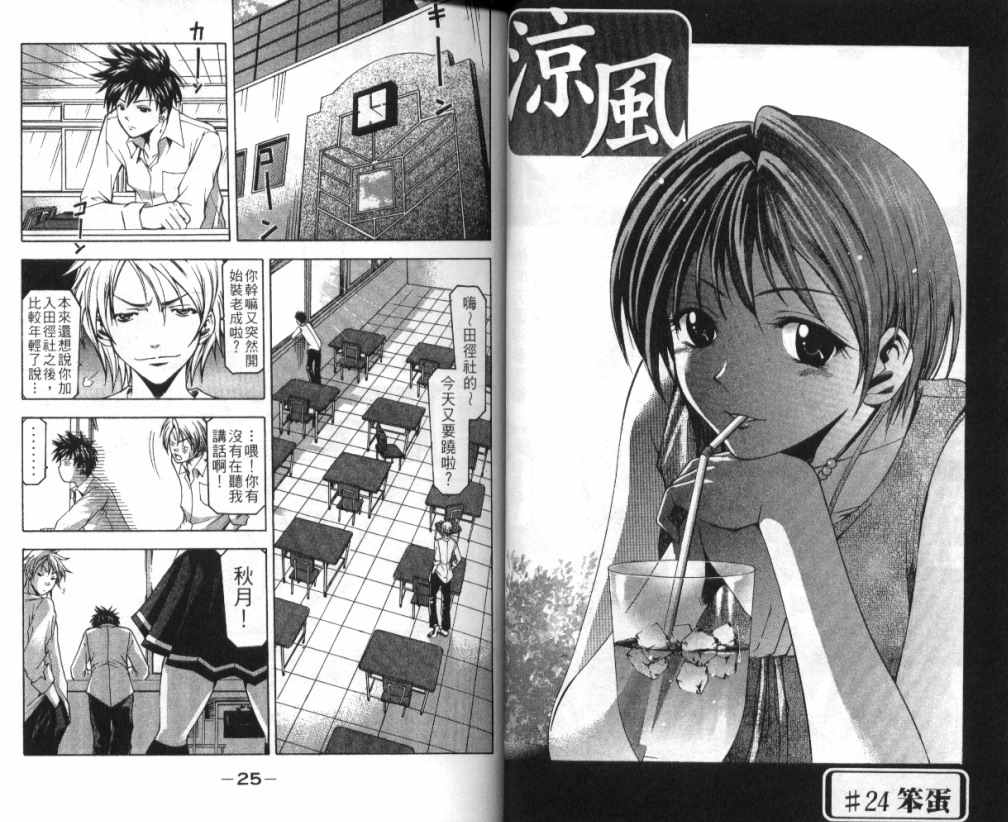 涼風
#24 笨蛋
キーン
コーン
カーン
コーン
嗨～田徑社的～
今天又要蹺啦？
你幹嘛又突然開
始裝老成啦？
本來還想說你加
入田徑社之後，
比較年輕了說…
…喂！你有
沒有在聽我
講話啊！
……
……
秋月！
－25－